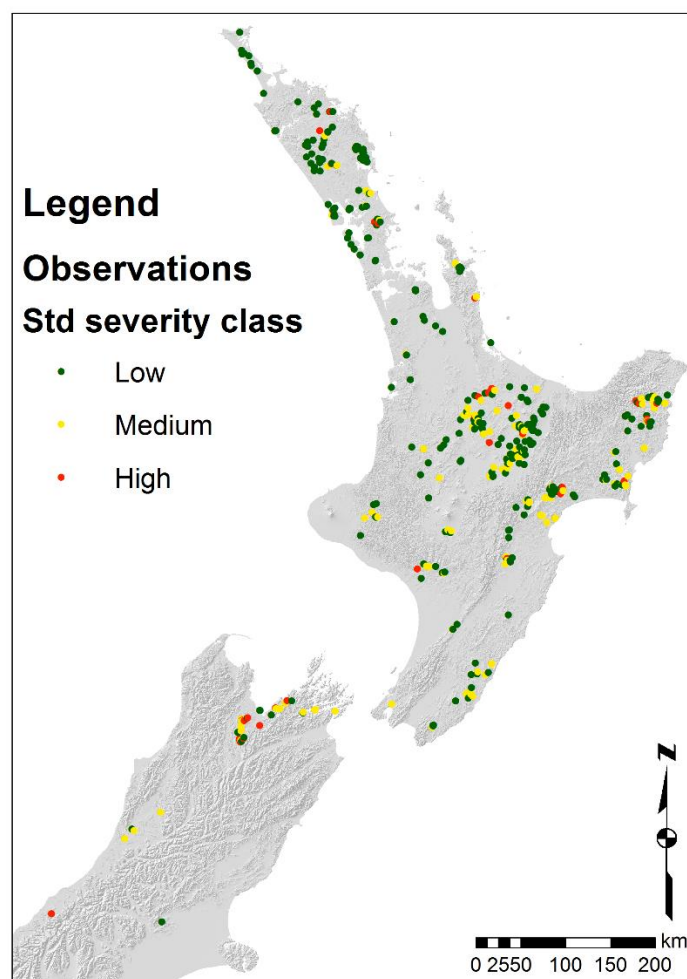 Legend
Observations
Std severity class
Low
Medium
High
N
km
0 2550 100 150 200